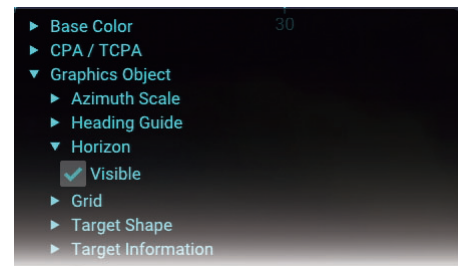 30
Base Color
CPA / TCPA
Graphics Object
Azimuth Scale
Heading Guide
Horizon
Visible
Grid
Target Shape
Target Information